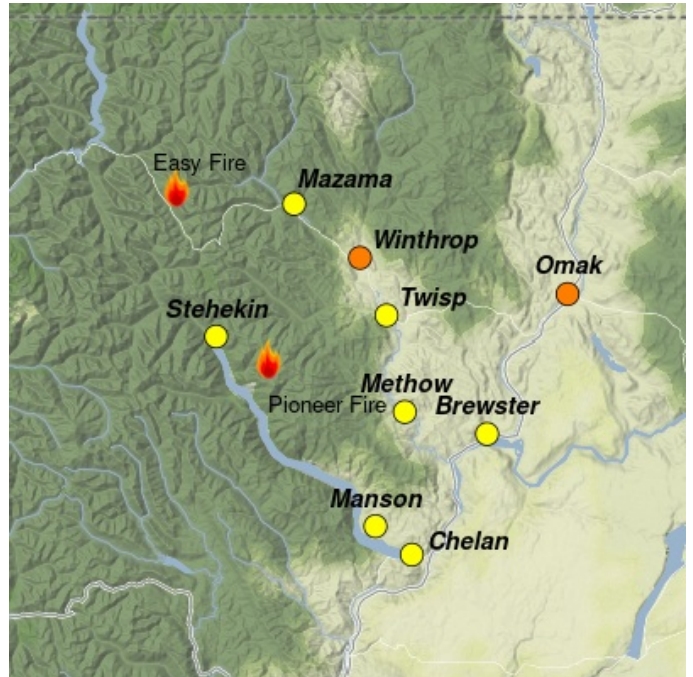 Easy Fire
Mazama
Winthrop
Omak
Twisp
Stehekin
Methow
Pioneer Fire
Brewster
Manson
Chelan